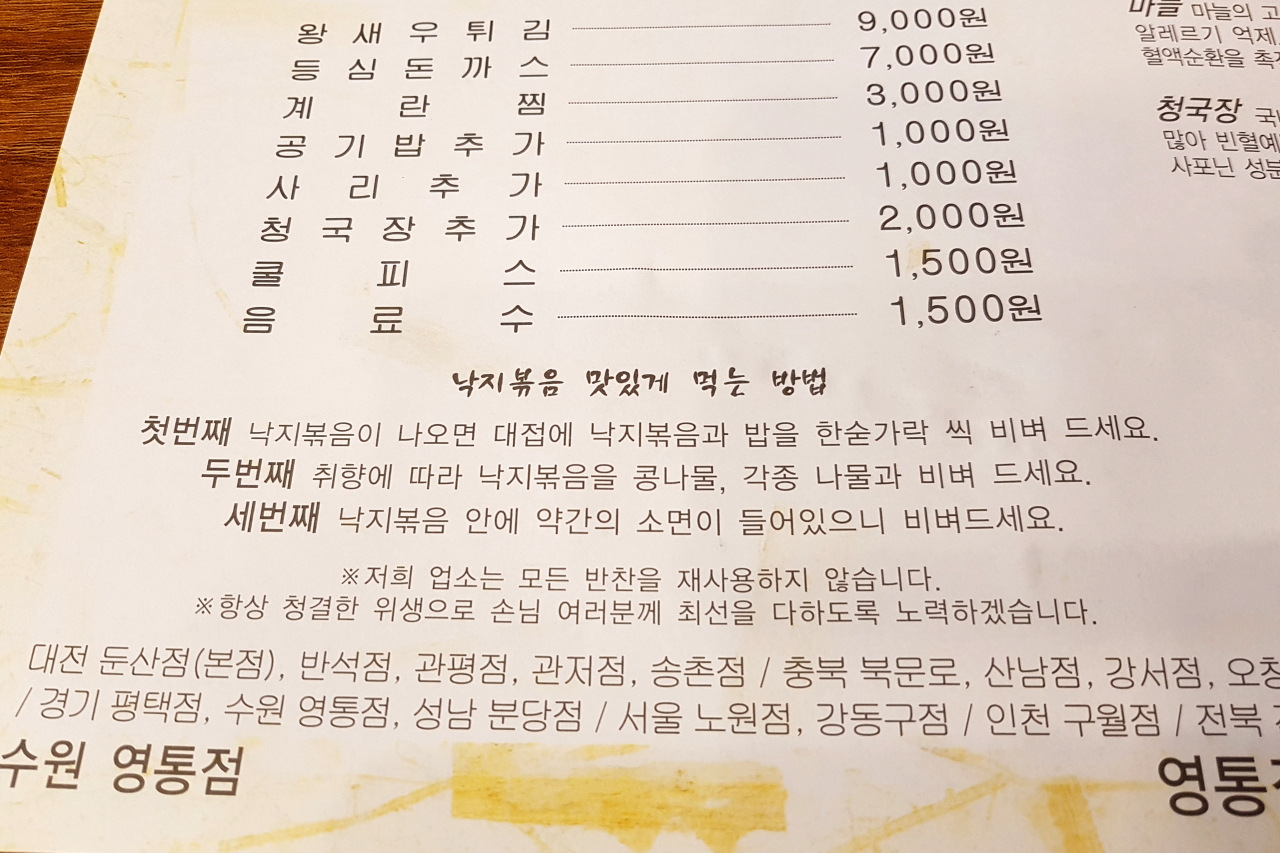 왕새우튀김 9,000원
등심돈까스 7,000원
계란찜 3,000원
공기밥추가 1,000원
사리추가 1,000원
청국장추가 2,000원
쿨피스 1,500원
음료수 1,500원
마늘 마늘의 고
알레르기 억제
혈액순환을 촉
청국장
많아 빈혈예
사포닌 성분
낙지볶음 맛있게 먹는 방법
첫번째 낙지볶음이 나오면 대접에 낙지볶음과 밥을 한숟가락 씩 비벼 드세요.
두번째 취향에 따라 낙지볶음을 콩나물, 각종 나물과 비벼 드세요.
세번째 낙지볶음 안에 약간의 소면이 들어있으니 비벼드세요.
※저희 업소는 모든 반찬을 재사용하지 않습니다.
※항상 청결한 위생으로 손님 여러분께 최선을 다하도록 노력하겠습니다.
대전 둔산점(본점), 반석점, 관평점, 관저점, 송촌점 / 충북 북문로, 산남점, 강서점, 오창
/ 경기 평택점, 수원 영통점, 성남 분당점 / 서울 노원점, 강동구점 / 인천 구월점 / 전북
수원 영통점
영통